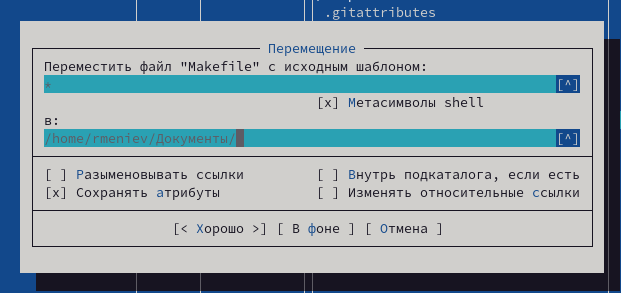 .gitattributes
Перемещение
Переместить файл "Makefile" с исходным шаблоном:
* [^]
[x] Метасимволы shell
в:
/home/rmeniev/Документы/ [^]
[ ] Разыменовывать ссылки [ ] Внутрь подкаталога, если есть
[x] Сохранять атрибуты [ ] Изменять относительные ссылки
[< Хорошо >] [ В фоне ] [ Отмена ]